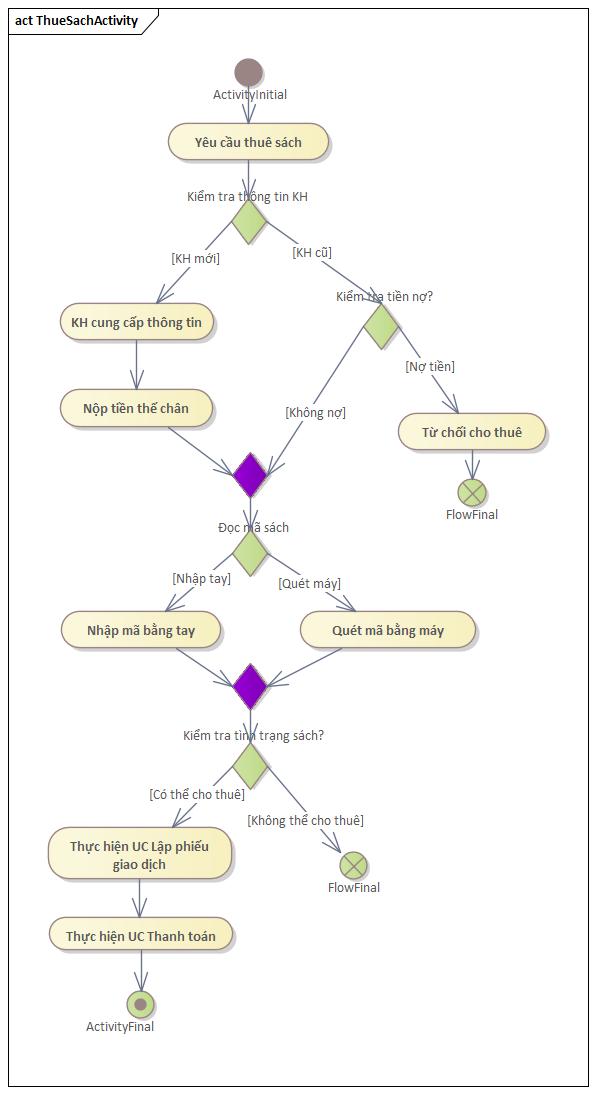 act ThueSachActivity
ActivityInitial
Yêu cầu thuê sách
Kiểm tra thông tin KH
[KH mới]
[KH cũ]
Kiểm tra tiền nợ?
KH cung cấp thông tin
[Nợ tiền]
Nộp tiền thế chân
[Không nợ]
Từ chối cho thuê
FlowFinal
Đọc mã sách
[Nhập tay]
[Quét máy]
Nhập mã bằng tay
Quét mã bằng máy
Kiểm tra tình trạng sách?
[Có thể cho thuê]
[Không thể cho thuê]
Thực hiện UC Lập phiếu
giao dịch
FlowFinal
Thực hiện UC Thanh toán
ActivityFinal